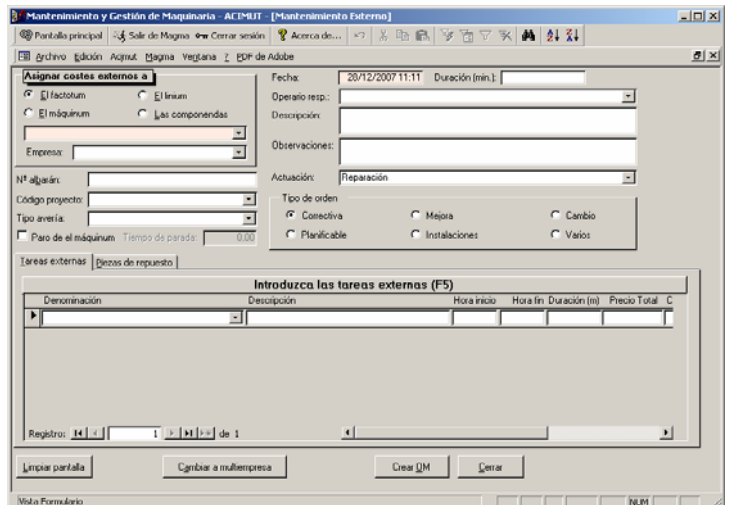 Mantenimiento y Gestión de Maquinaria - ACIMUT - [Mantenimiento Externo]
Pantalla principal Salir de Magma Cerrar sesión Acerca de...
Archivo Edición Acimut Magma Ventana ? PDF de Adobe
Asignar costes externos a
El factotum El linium
El máquinum Las componendas
Empresa:
Fecha: 28/12/2007 11:11 Duración (min.):
Operario resp.:
Descripción:
Observaciones:
Nº albarán:
Actuación: Reparación
Código proyecto:
Tipo avería:
Paro de el máquinum Tiempo de parada: 0.00
Tipo de orden
Correctiva Mejora Cambio
Planificable Instalaciones Varios
Tareas externas Piezas de repuesto
Introduzca las tareas externas (F5)
Denominación Descripción Hora inicio Hora fin Duración (m) Precio Total C
Registro: 1 de 1
Limpiar pantalla Cambiar a multiempresa Crear OM Cerrar
Vista Formulario NUM